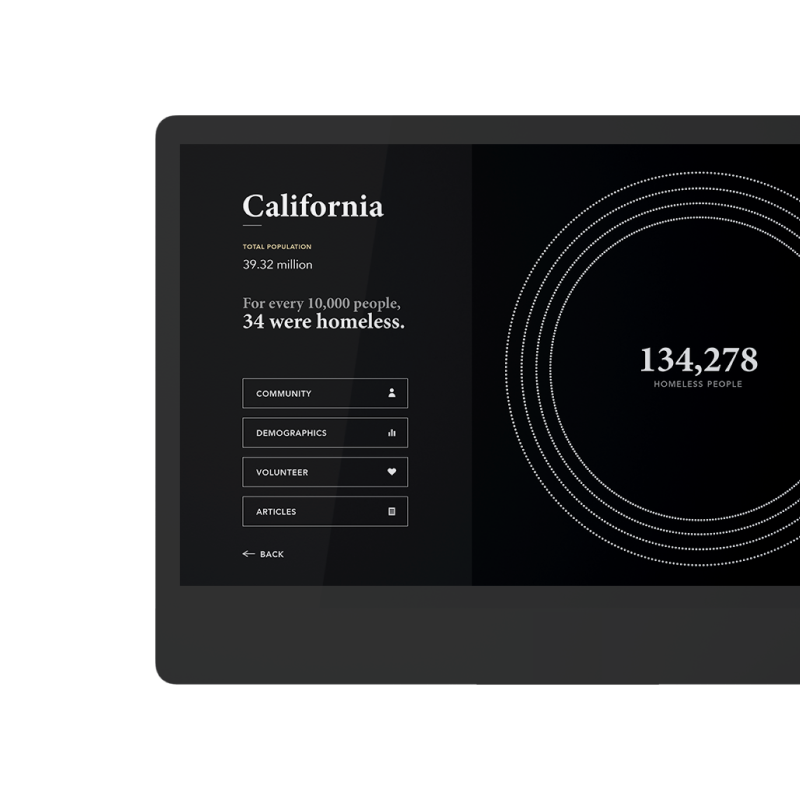 California
TOTAL POPULATION
39.32 million
For every 10,000 people,
34 were homeless.
COMMUNITY
DEMOGRAPHICS
VOLUNTEER
ARTICLES
BACK
134,278
HOMELESS PEOPLE